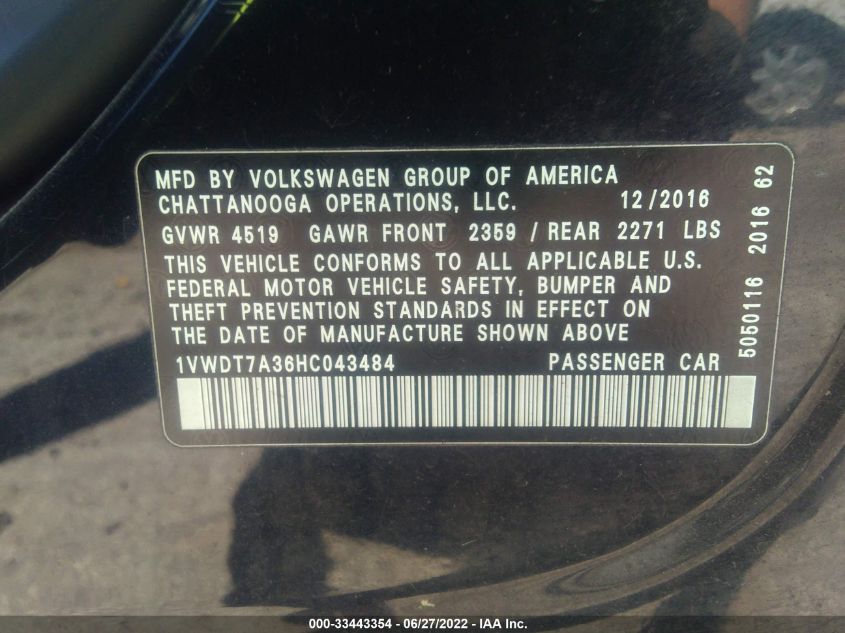 MFD BY VOLKSWAGEN GROUP OF AMERICA
CHATTANOOGA OPERATIONS, LLC. 12/2016
GVWR 4519 GAWR FRONT 2359 / REAR 2271 LBS
THIS VEHICLE CONFORMS TO ALL APPLICABLE U.S.
FEDERAL MOTOR VEHICLE SAFETY, BUMPER AND
THEFT PREVENTION STANDARDS IN EFFECT ON
THE DATE OF MANUFACTURE SHOWN ABOVE
1VWDT7A36HC043484 PASSENGER CAR
5050116 2016 62
000-33443354 - 06/27/2022 - IAA Inc.